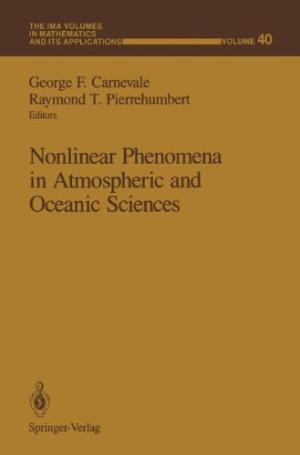 THE IMA VOLUMES
IN MATHEMATICS
AND ITS APPLICATIONS
VOLUME 40
George F. Carnevale
Raymond T. Pierrehumbert
Editors
Nonlinear Phenomena
in Atmospheric and
Oceanic Sciences
Springer-Verlag